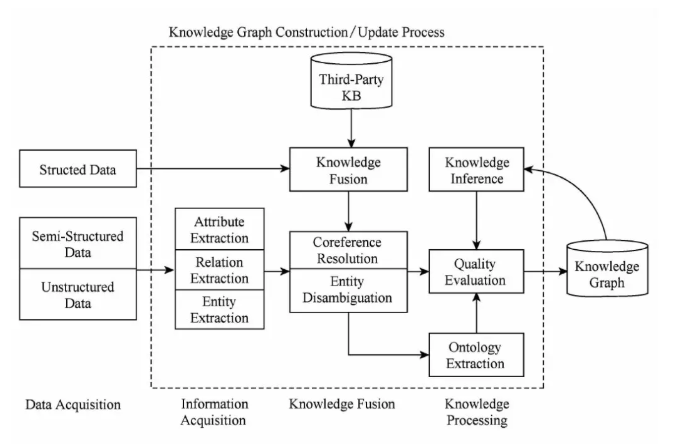 Knowledge Graph Construction/Update Process
Third-Party
KB
Structed Data
Knowledge
Fusion
Knowledge
Inference
Semi-Structured
Data
Unstructured
Data
Attribute
Extraction
Relation
Extraction
Entity
Extraction
Coreference
Resolution
Entity
Disambiguation
Quality
Evaluation
Knowledge
Graph
Ontology
Extraction
Data Acquisition
Information
Acquisition
Knowledge Fusion
Knowledge
Processing